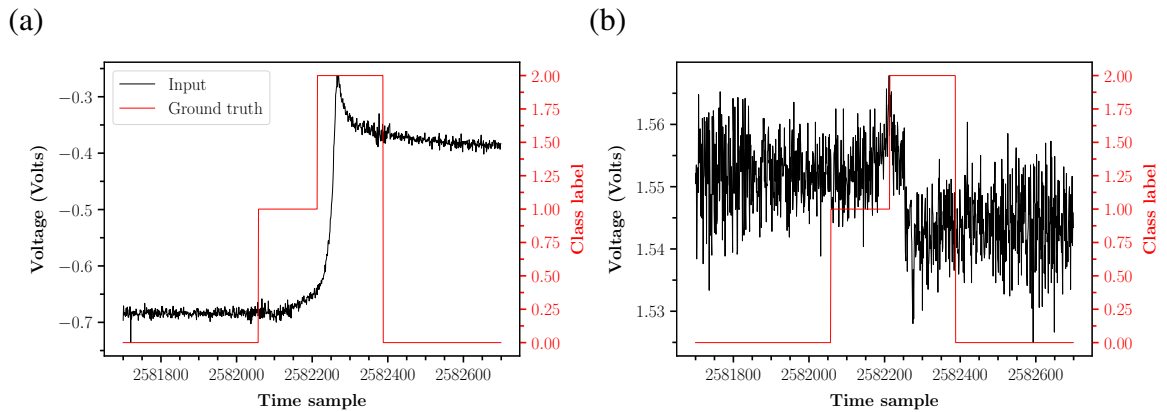 (a)
Input
Ground truth
−0.3
−0.4
−0.5
−0.6
−0.7
Voltage (Volts)
2.00
1.75
1.50
1.25
1.00
0.75
0.50
0.25
0.00
Class label
2581800 2582000 2582200 2582400 2582600
Time sample
(b)
1.56
1.55
1.54
1.53
Voltage (Volts)
2.00
1.75
1.50
1.25
1.00
0.75
0.50
0.25
0.00
Class label
2581800 2582000 2582200 2582400 2582600
Time sample